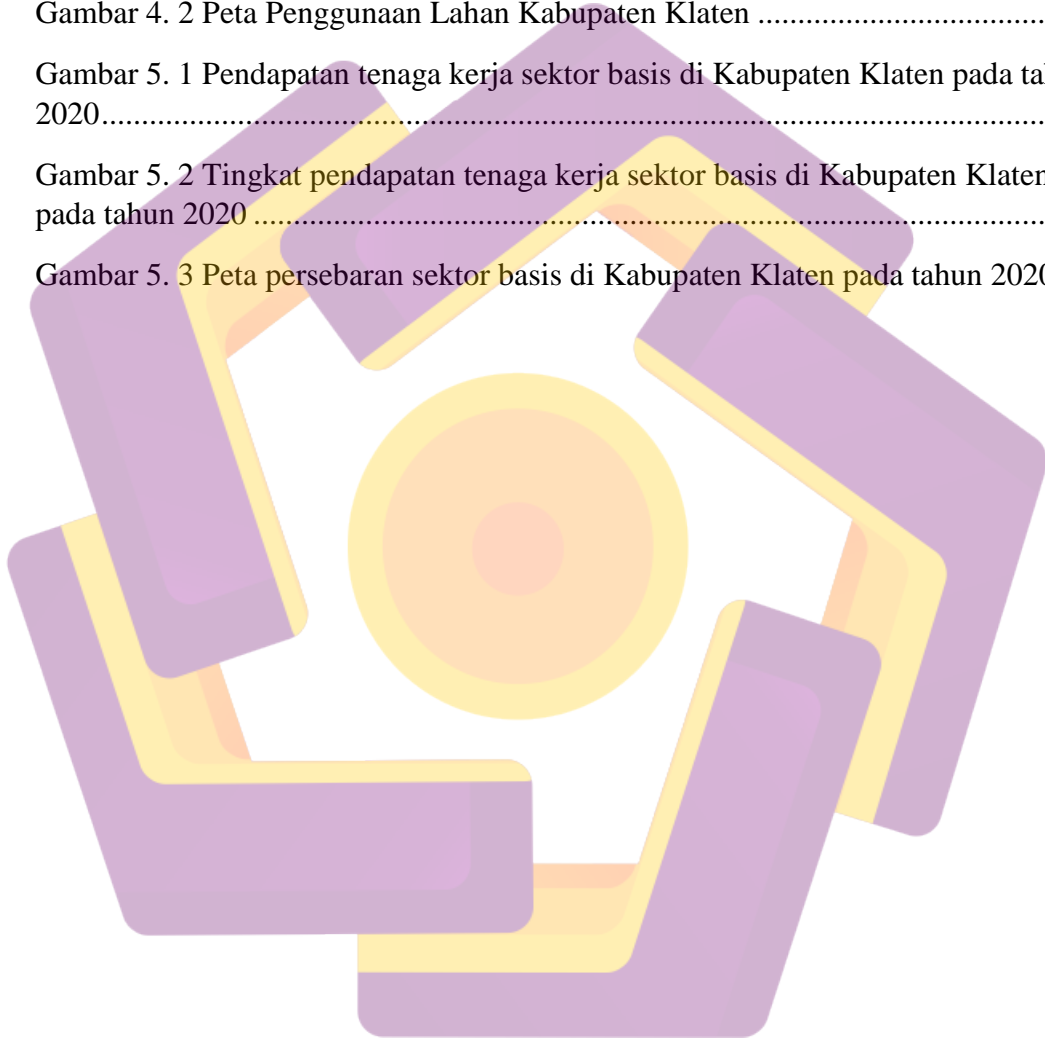 Gambar 4. 2 Peta Penggunaan Lahan Kabupaten Klaten ....................................
Gambar 5. 1 Pendapatan tenaga kerja sektor basis di Kabupaten Klaten pada
2020.......................................................................................................................
Gambar 5. 2 Tingkat pendapatan tenaga kerja sektor basis di Kabupaten Klaten
pada tahun 2020 ....................................................................................................
Gambar 5. 3 Peta persebaran sektor basis di Kabupaten Klaten pada tahun 2020